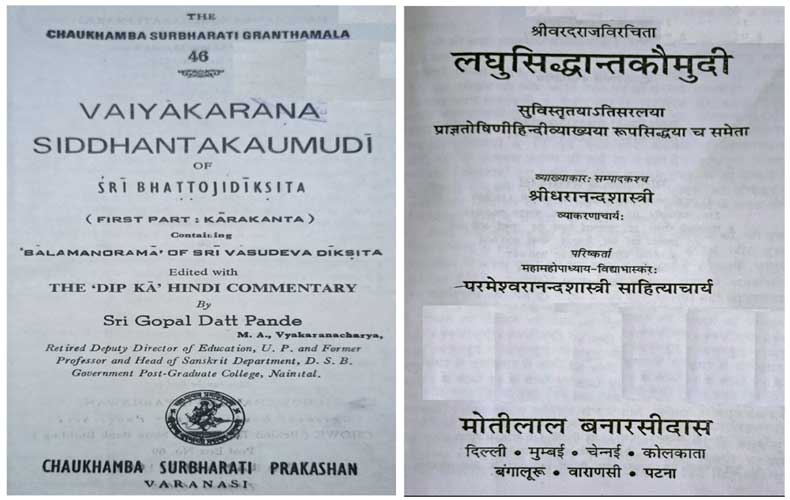 THE
CHAUKHAMBA SURBHARATI GRANTHAMALA
46
VAIYĀKARAṆA
SIDDHANTAKAUMUDĪ
OF
ŚRĪ BHATTOJIDĪKṢITA
( FIRST PART : KĀRAKANTA )
Containing
'BĀLAMANORAMĀ' OF SRĪ VĀSUDEVA DĪKṢITA
Edited with
THE 'DIP KĀ' HINDI COMMENTARY
By
Sri Gopal Datt Pande
M. A., Vyakaranacharya,
Retired Deputy Director of Education, U. P. and Former
Professor and Head of Sanskrit Department, D. S. B.
Government Post-Graduate College, Nainital.
CHAUKHAMBA SURBHARATI PRAKASHAN
VARANASI
श्रीवरदराजविरचिता
लघुसिद्धान्तकौमुदी
सुविस्तृतयाऽतिसरलया
प्राज्ञतोषिणीहिन्दीव्याख्यया रूपसिद्धया च समेता
व्याख्याकारः सम्पादकश्च
श्रीधरानन्दशास्त्री
व्याकरणाचार्यः
परिष्कर्ता
महामहोपाध्याय-विद्याभास्करः
परमेश्वरानन्दशास्त्री साहित्याचार्य
मोतीलाल बनारसीदास
दिल्ली • मुम्बई • चेन्नई • कोलकाता
बंगालूरू • वाराणसी • पटना